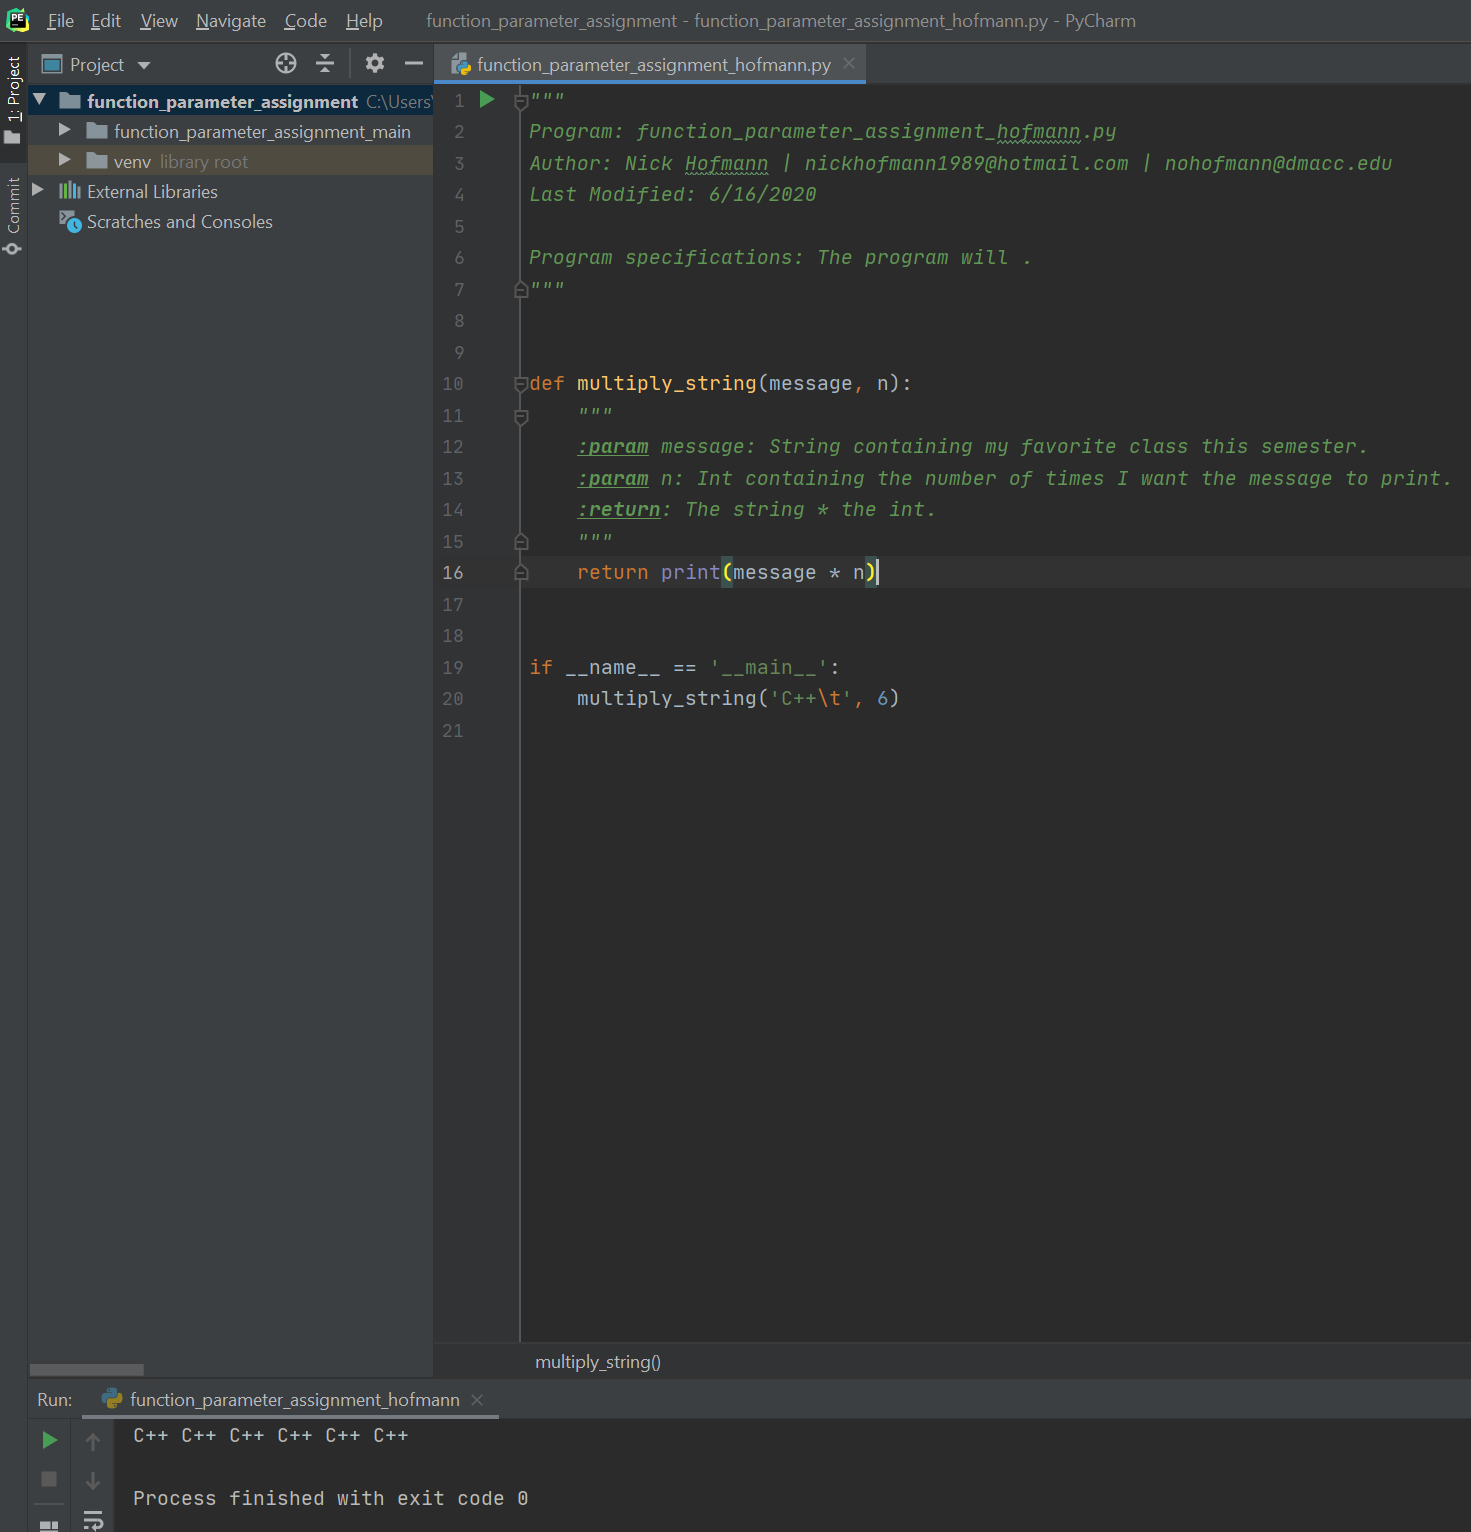 PE File Edit View Navigate Code Help function_parameter_assignment - function_parameter_assignment_hofmann.py - PyCharm
1: Project
Commit
Project
function_parameter_assignment C:\Users\
function_parameter_assignment_main
venv library root
External Libraries
Scratches and Consoles
function_parameter_assignment_hofmann.py
1 """
2 Program: function_parameter_assignment_hofmann.py
3 Author: Nick Hofmann | nickhofmann1989@hotmail.com | nohofmann@dmacc.edu
4 Last Modified: 6/16/2020
5
6 Program specifications: The program will .
7 """
8
9
10 def multiply_string(message, n):
11     """
12     :param message: String containing my favorite class this semester.
13     :param n: Int containing the number of times I want the message to print.
14     :return: The string * the int.
15     """
16     return print(message * n)
17
18
19 if __name__ == '__main__':
20     multiply_string('C++\t', 6)
21
multiply_string()
Run: function_parameter_assignment_hofmann
C++ C++ C++ C++ C++ C++
Process finished with exit code 0